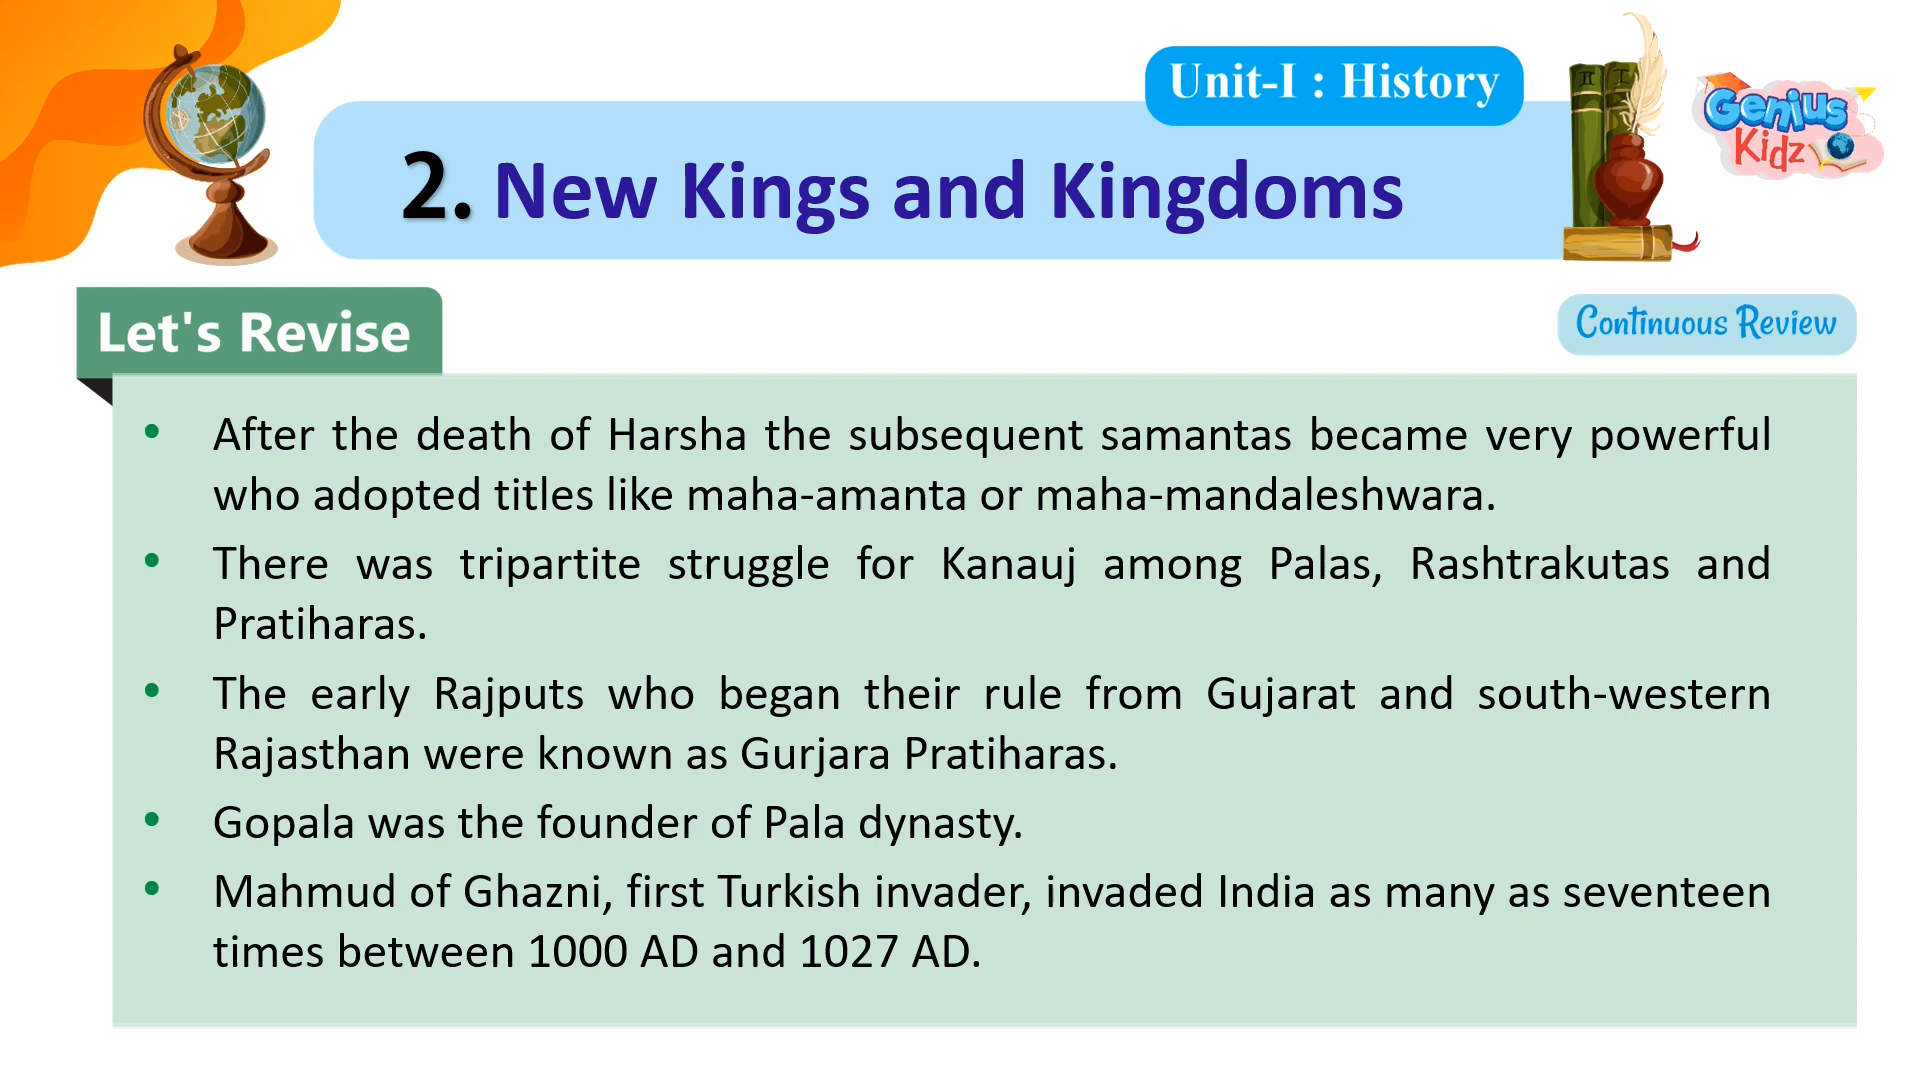 Unit-I : History
Genius
Kidz
2. New Kings and Kingdoms
Let's Revise
Continuous Review
• After the death of Harsha the subsequent samantas became very powerful
who adopted titles like maha-amanta or maha-mandaleshwara.
• There was tripartite struggle for Kanauj among Palas, Rashtrakutas and
Pratiharas.
• The early Rajputs who began their rule from Gujarat and south-western
Rajasthan were known as Gurjara Pratiharas.
• Gopala was the founder of Pala dynasty.
• Mahmud of Ghazni, first Turkish invader, invaded India as many as seventeen
times between 1000 AD and 1027 AD.